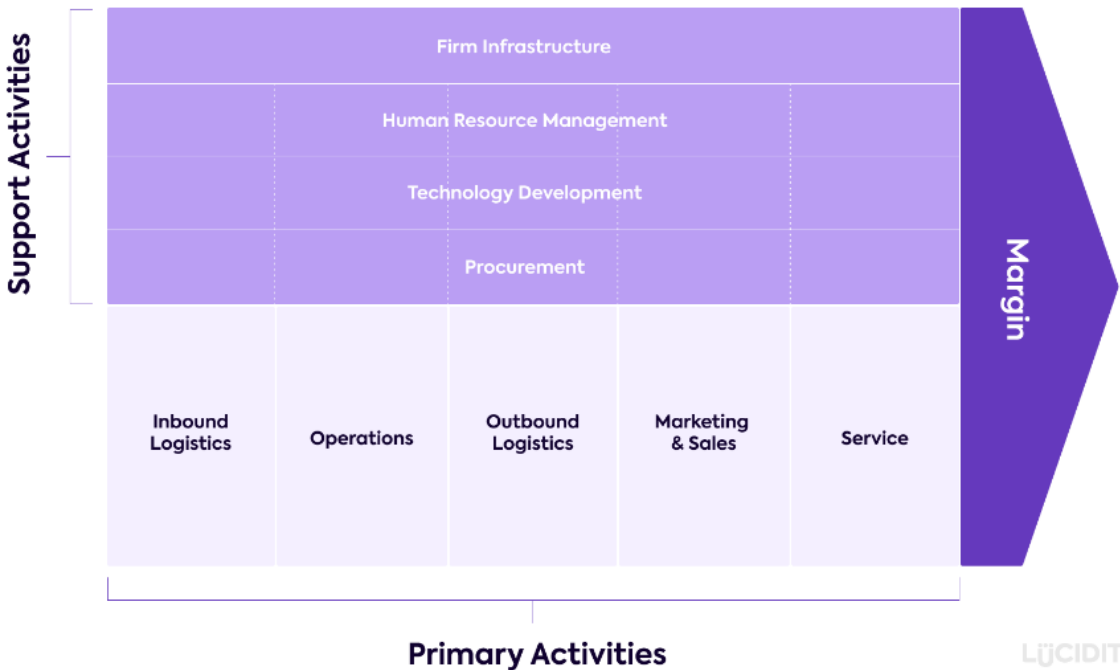 Support Activities
Firm Infrastructure
Human Resource Management
Technology Development
Procurement
Margin
Inbound
Logistics
Operations
Outbound
Logistics
Marketing
& Sales
Service
Primary Activities
LÜCIDIT